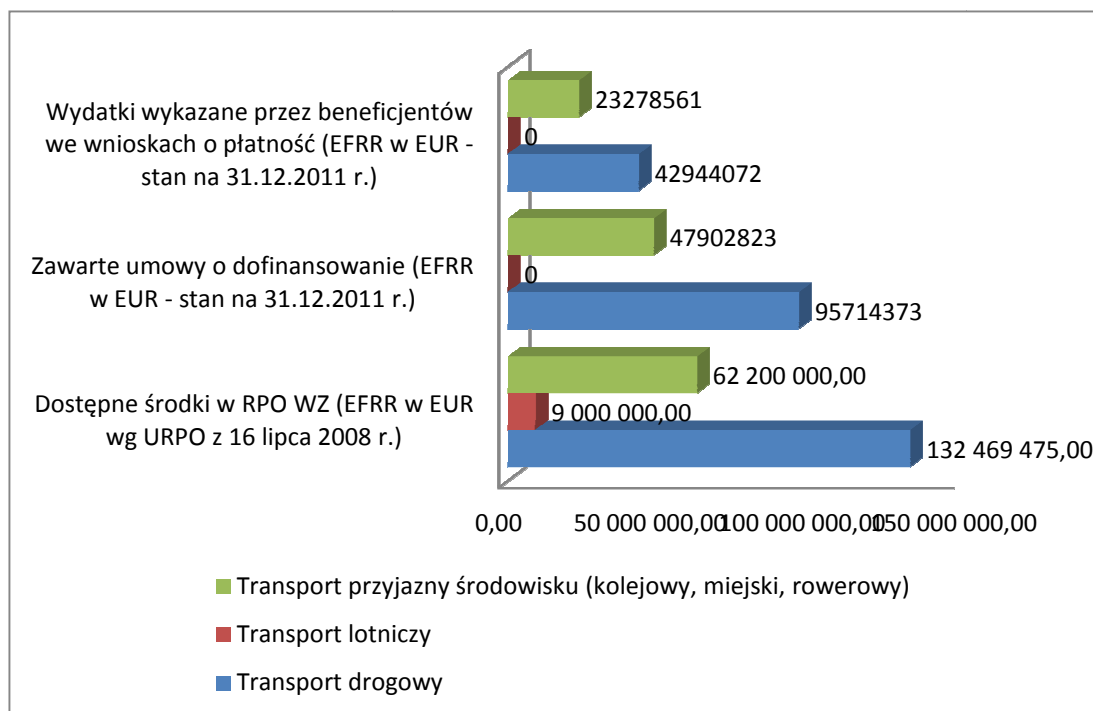 Wydatki wykazane przez beneficjentów
we wnioskach o płatność (EFRR w EUR -
stan na 31.12.2011 r.)
23278561
0
42944072
Zawarte umowy o dofinansowanie (EFRR
w EUR - stan na 31.12.2011 r.)
47902823
0
95714373
Dostępne środki w RPO WZ (EFRR w EUR
wg URPO z 16 lipca 2008 r.)
62 200 000,00
9 000 000,00
132 469 475,00
0,00 50 000 000,00 100 000 000,00 150 000 000,00
Transport przyjazny środowisku (kolejowy, miejski, rowerowy)
Transport lotniczy
Transport drogowy